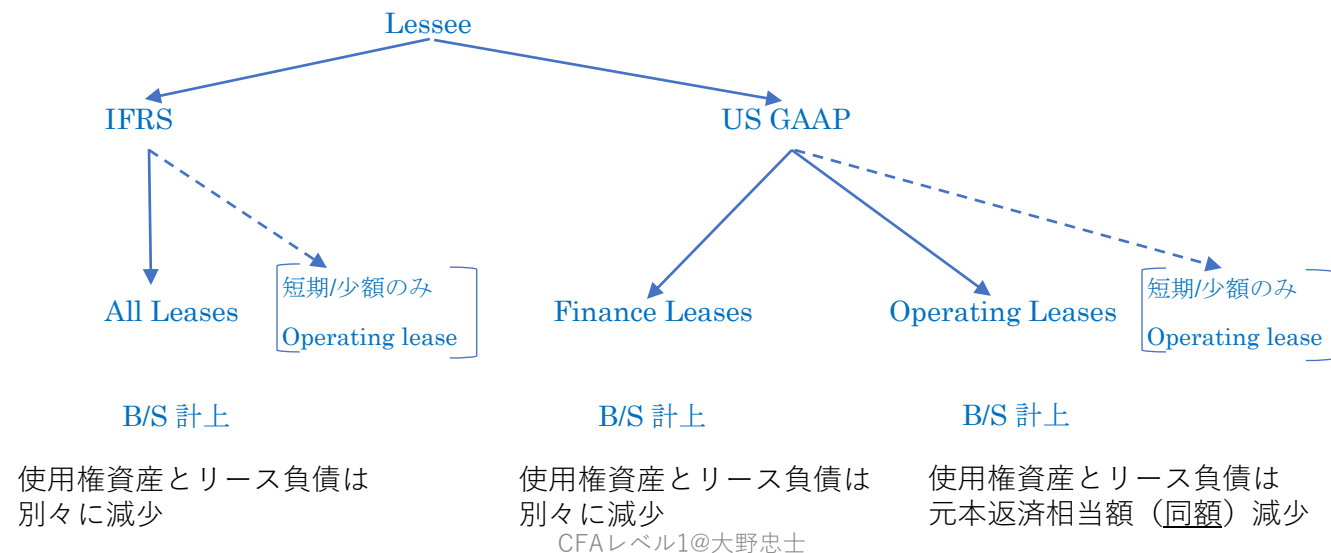 Lessee
IFRS
US GAAP
All Leases
短期/少額のみ
Operating lease
Finance Leases
Operating Leases
短期/少額のみ
Operating lease
B/S 計上
B/S 計上
B/S 計上
使用権資産とリース負債は
別々に減少
使用権資産とリース負債は
別々に減少
使用権資産とリース負債は
元本返済相当額（同額）減少
CFAレベル1@大野忠士